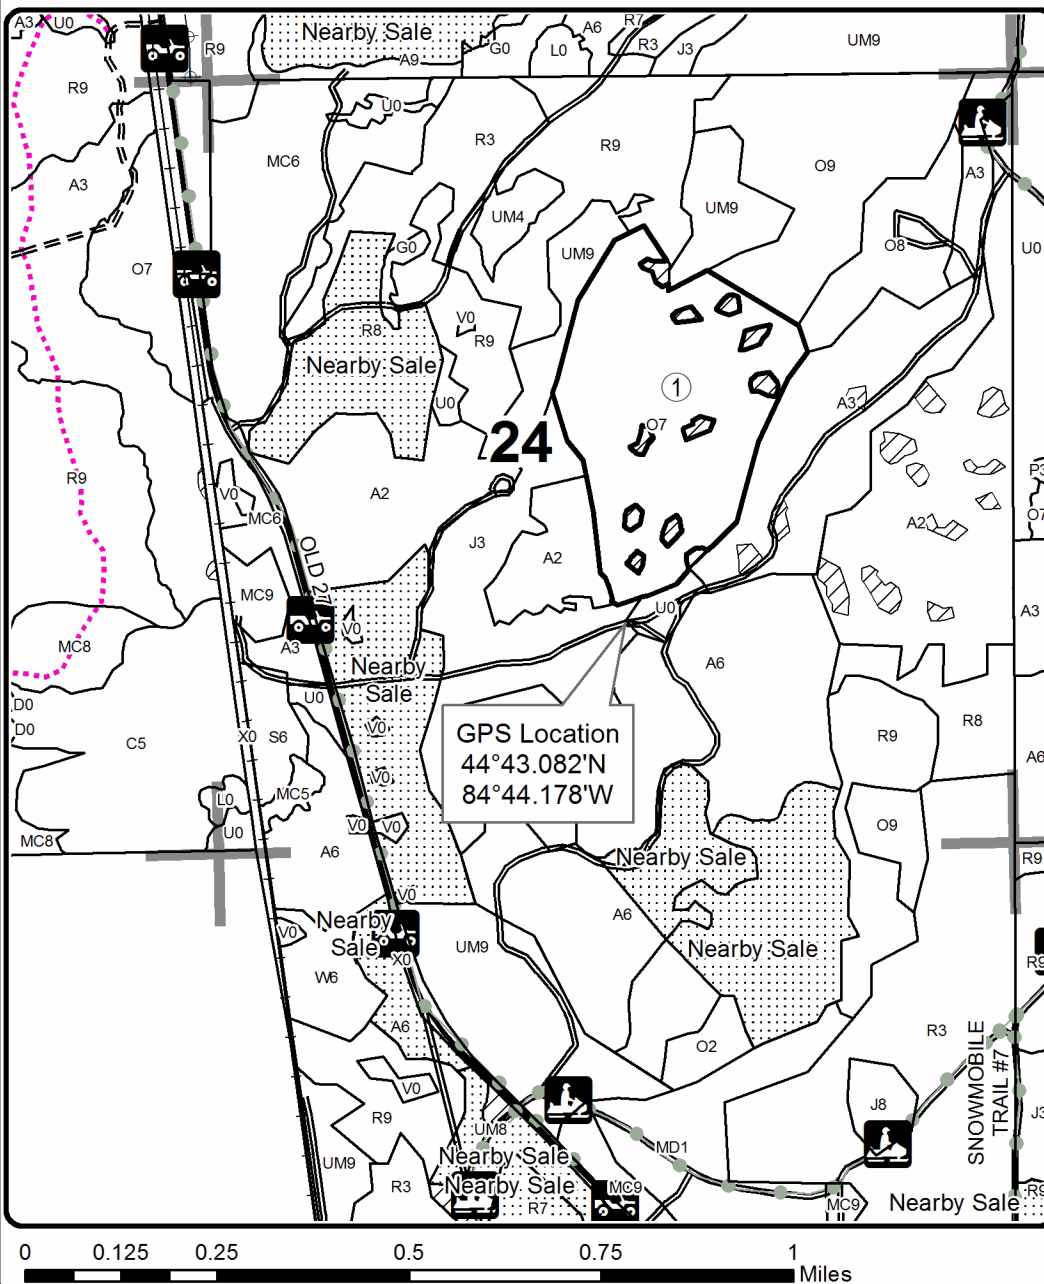 A3
U0
R9
Nearby Sale
A9
G0
L0
A6
R7
R3
J3
UM9
R9
A3
MC6
U0
R3
R9
UM9
O9
A3
UM4
O7
G0
UM9
O8
U0
R8
V0
R9
Nearby Sale
1
U0
A3
24
O7
R9
V0
MC6
A2
P3
O7
A2
OLD 27
J3
A2
MC9
U0
A3
MC8
A3
V0
Nearby
Sale
A6
D0
D0
U0
C5
X0
S6
V0
GPS Location
44°43.082'N
84°44.178'W
R9
R8
A6
V0
L0
MC5
U0
V0
V0
O9
MC8
A6
Nearby Sale
R9
V0
A6
Nearby
Sale
V0
UM9
Nearby Sale
X0
W6
R9
A6
O2
R3
SNOWMOBILE
TRAIL #7
V0
R9
J8
J3
UM8
MD1
UM9
Nearby Sale
R3
Nearby Sale
MC9
R7
MC9
Nearby Sale
R9
0
0.125
0.25
0.5
0.75
1
Miles